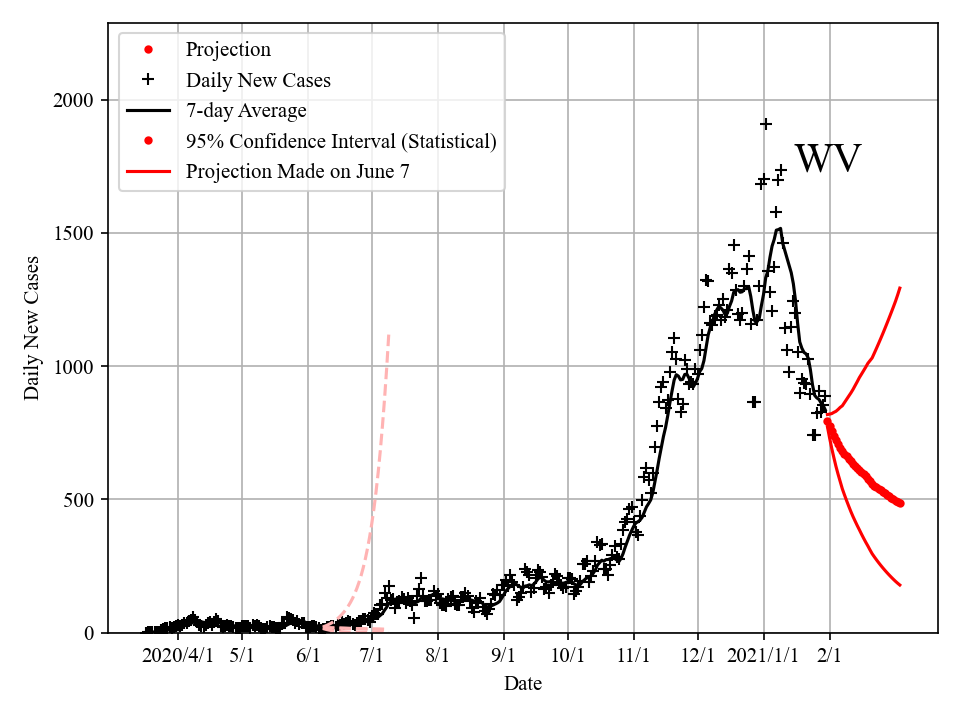 Projection
Daily New Cases
7-day Average
95% Confidence Interval (Statistical)
Projection Made on June 7
WV
2000
1500
1000
500
0
Daily New Cases
2020/4/1 5/1 6/1 7/1 8/1 9/1 10/1 11/1 12/1 2021/1/1 2/1
Date